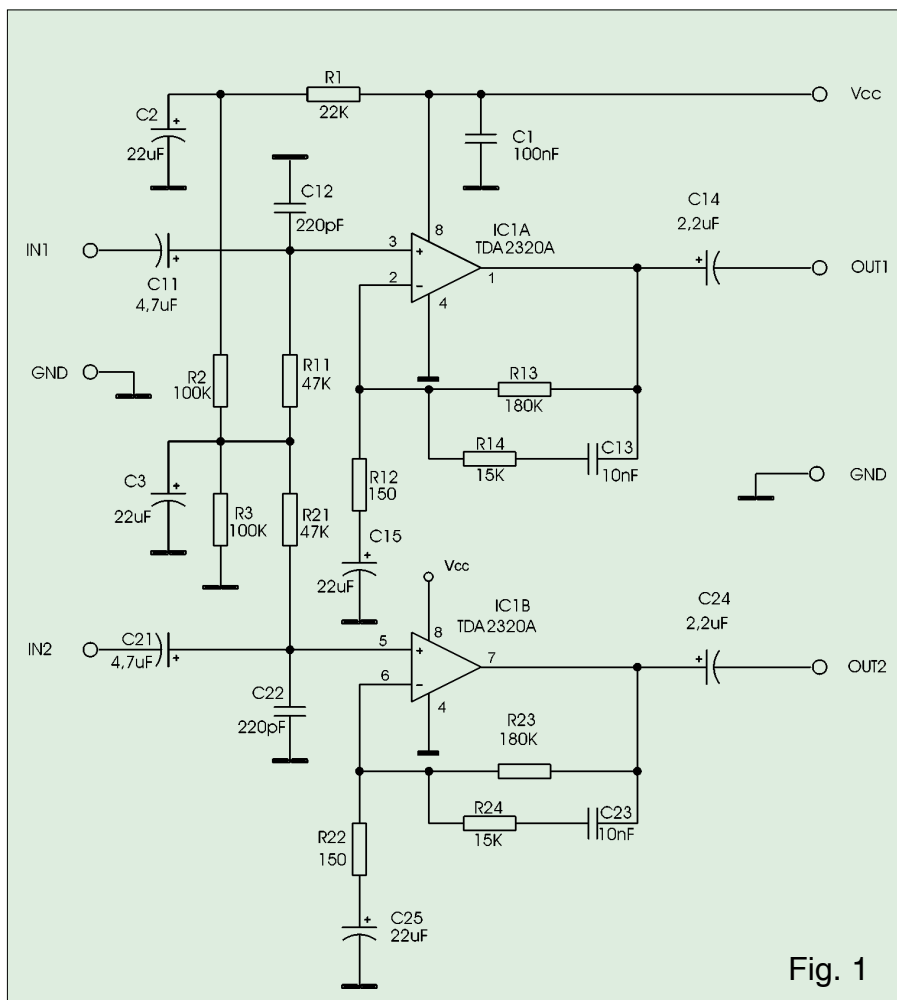 R1
22K
Vcc
C2
22uF
C1
100nF
C12
220pF
C14
2,2uF
IC1A
TDA2320A
8
IN1
3
+
1
OUT1
2
-
4
C11
4,7uF
GND
R2
100K
R11
47K
R13
180K
R14
15K
C13
10nF
R12
150
GND
C3
22uF
R3
100K
R21
47K
C15
22uF
Vcc
IC1B
TDA2320A
8
C24
2,2uF
IN2
C21
4,7uF
5
+
7
OUT2
6
-
4
C22
220pF
R23
180K
R24
15K
C23
10nF
R22
150
C25
22uF
Fig. 1